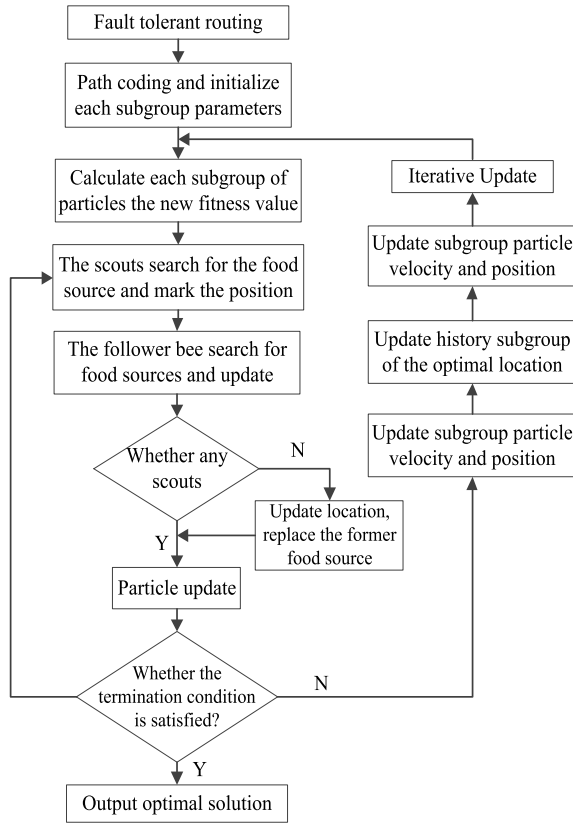 Fault tolerant routing
Path coding and initialize
each subgroup parameters
Calculate each subgroup of
particles the new fitness value
The scouts search for the food
source and mark the position
The follower bee search for
food sources and update
Whether any
scouts
N
Update location,
replace the former
food source
Y
Particle update
Whether the
termination condition
is satisfied?
N
Y
Output optimal solution
Iterative Update
Update subgroup particle
velocity and position
Update history subgroup
of the optimal location
Update subgroup particle
velocity and position